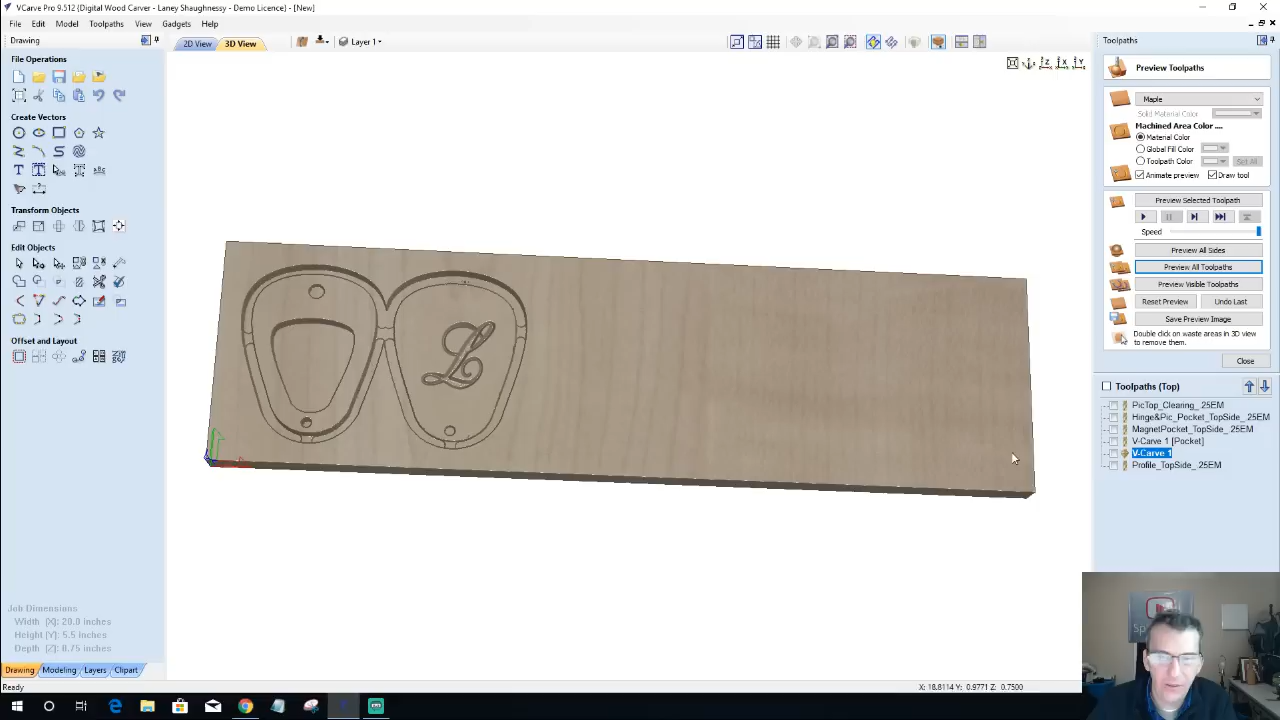 VCarve Pro 9.512 {Digital Wood Carver - Laney Shaughnessy - Demo Licence} - [New]
File Edit Model Toolpaths View Gadgets Help
Drawing
2D View 3D View Layer 1
Toolpaths
File Operations
Create Vectors
Transform Objects
Edit Objects
Offset and Layout
Job Dimensions
Width (X): 20.0 inches
Height (Y): 5.5 inches
Depth (Z): 0.75 inches
Drawing Modeling Layers Clipart
Ready
L
Z X Y
Preview Toolpaths
Maple
Solid Material Color
Machined Area Color ....
Material Color
Global Fill Color
Toolpath Color Set All
Animate preview Draw tool
Preview Selected Toolpath
Speed
Preview All Sides
Preview All Toolpaths
Preview Visible Toolpaths
Reset Preview Undo Last
Save Preview Image
Double click on waste areas in 3D view
to remove them.
Close
Toolpaths (Top)
PicTop_Clearing_.25EM
Hinge&Pic_Pocket_TopSide_.25EM
MagnetPocket_TopSide_.25EM
V-Carve 1 [Pocket]
V-Carve 1
Profile_TopSide_.25EM
X: 18.8114 Y: 0.9771 Z: 0.7500